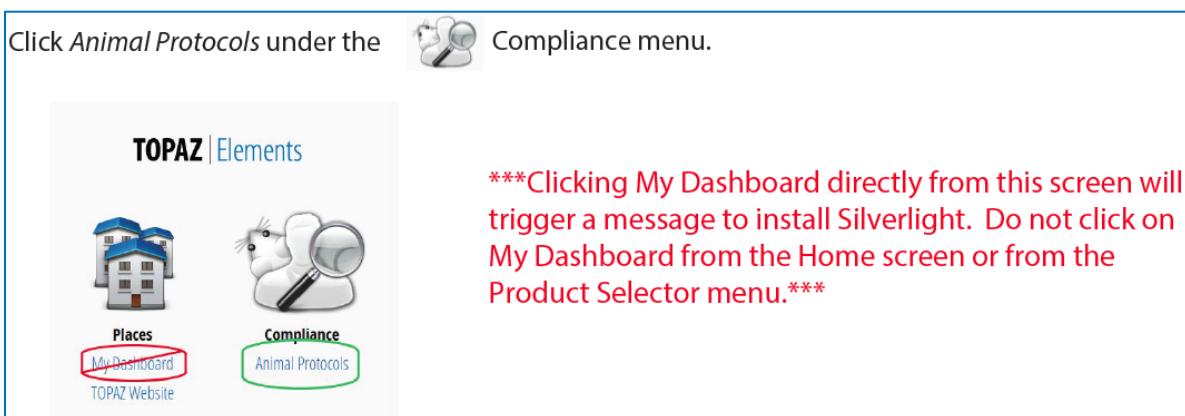 Click Animal Protocols under the Compliance menu.
TOPAZ | Elements
***Clicking My Dashboard directly from this screen will
trigger a message to install Silverlight. Do not click on
My Dashboard from the Home screen or from the
Product Selector menu.***
Places
My Dashboard
TOPAZ Website
Compliance
Animal Protocols